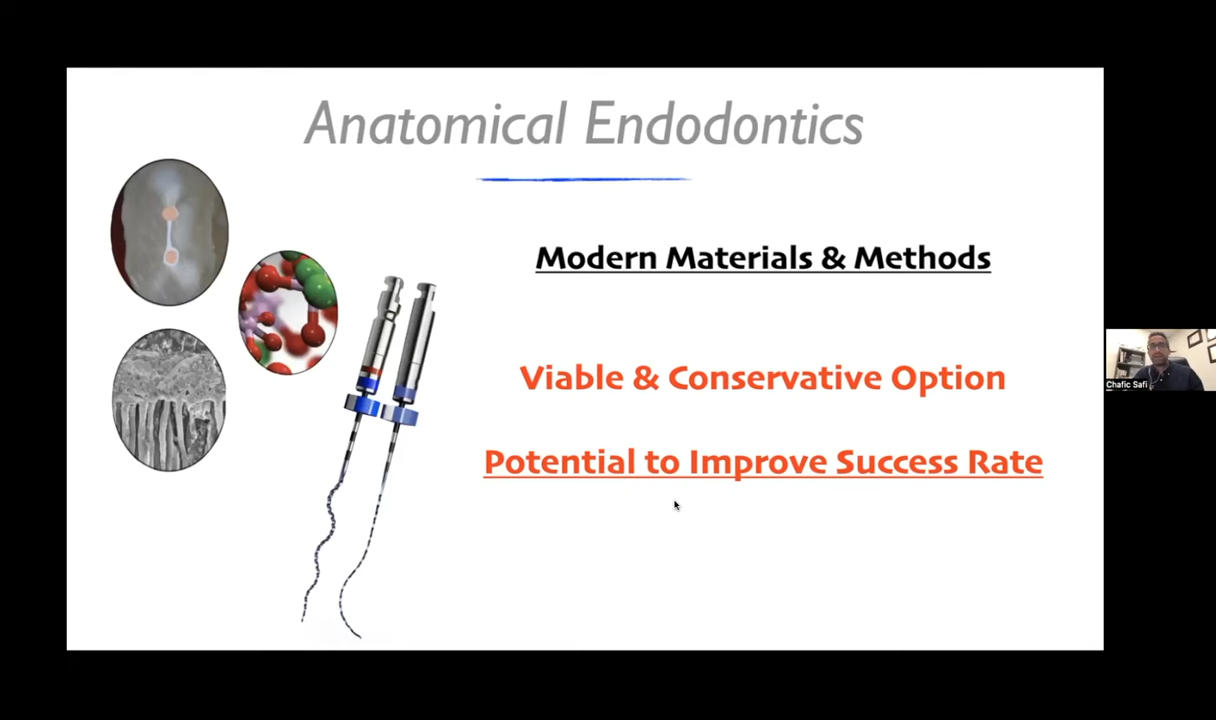 Anatomical Endodontics
Modern Materials & Methods
Viable & Conservative Option
Potential to Improve Success Rate
Chafic Safi